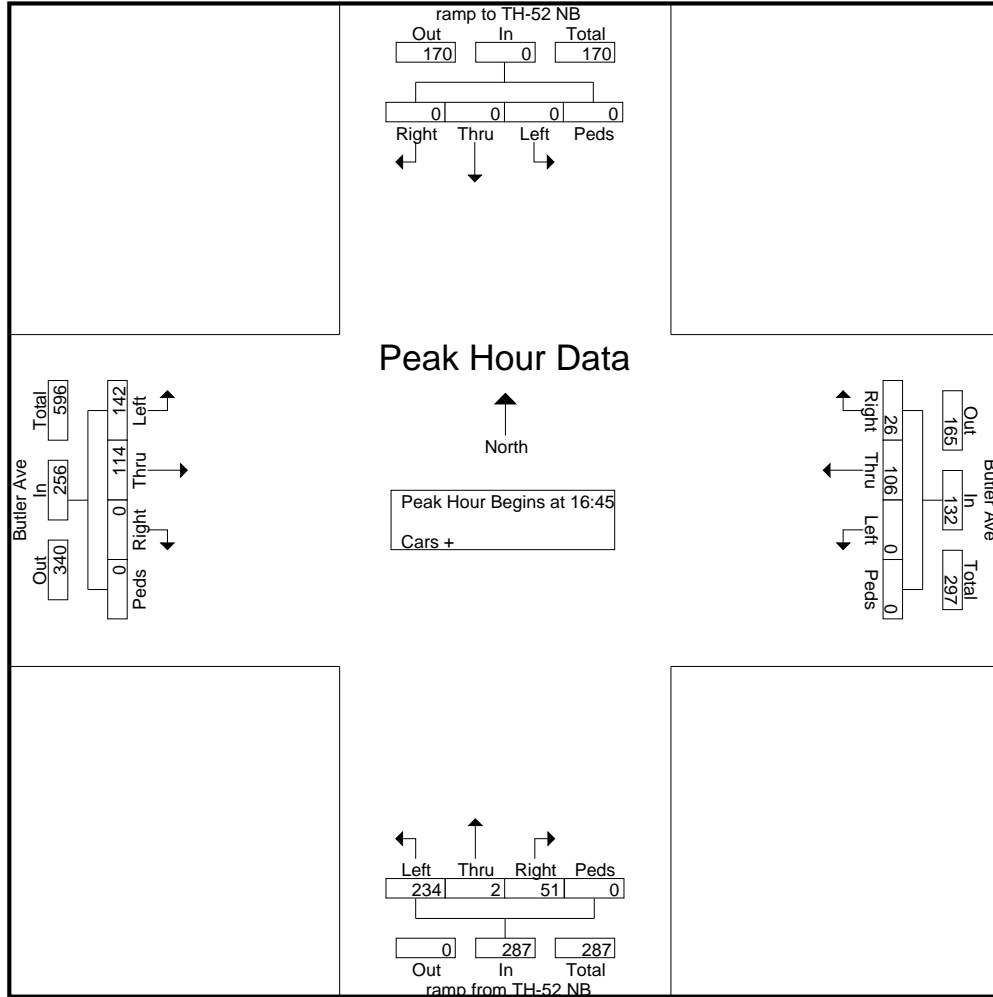 ramp to TH-52 NB
Out In Total
170 0 170
0 0 0 0
Right Thru Left Peds
Peak Hour Data
North
Peak Hour Begins at 16:45
Cars +
Butler Ave
Total In Out
596 256 340
142 114 0 0
Left Thru Right Peds
Butler Ave
Out In Total
165 132 297
26 106 0 0
Right Thru Left Peds
Left Thru Right Peds
234 2 51 0
0 287 287
Out In Total
ramp from TH-52 NB